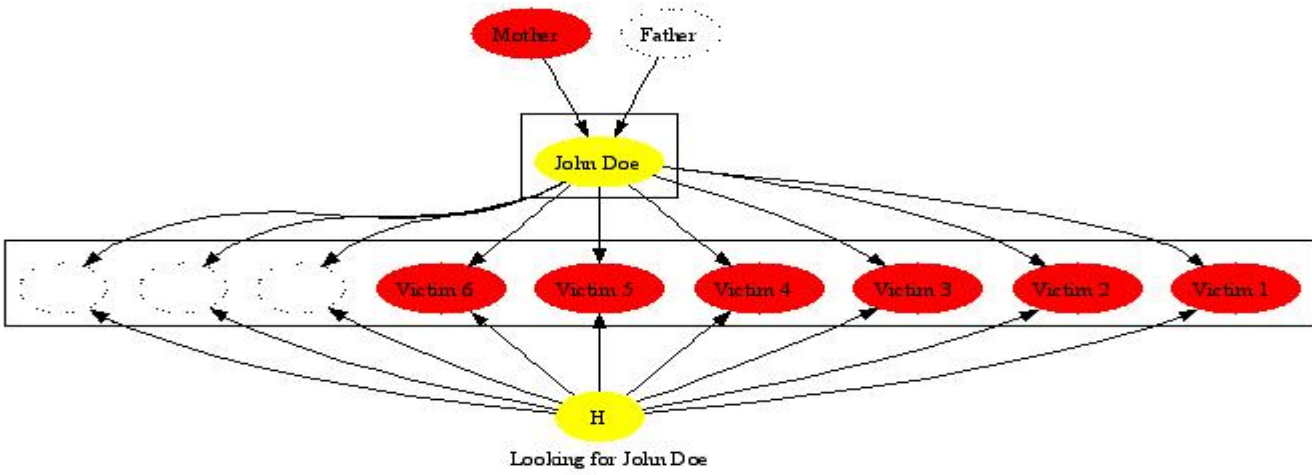 Mother
Father
John Doe
Victim 6
Victim 5
Victim 4
Victim 3
Victim 2
Victim 1
H
Looking for John Doe